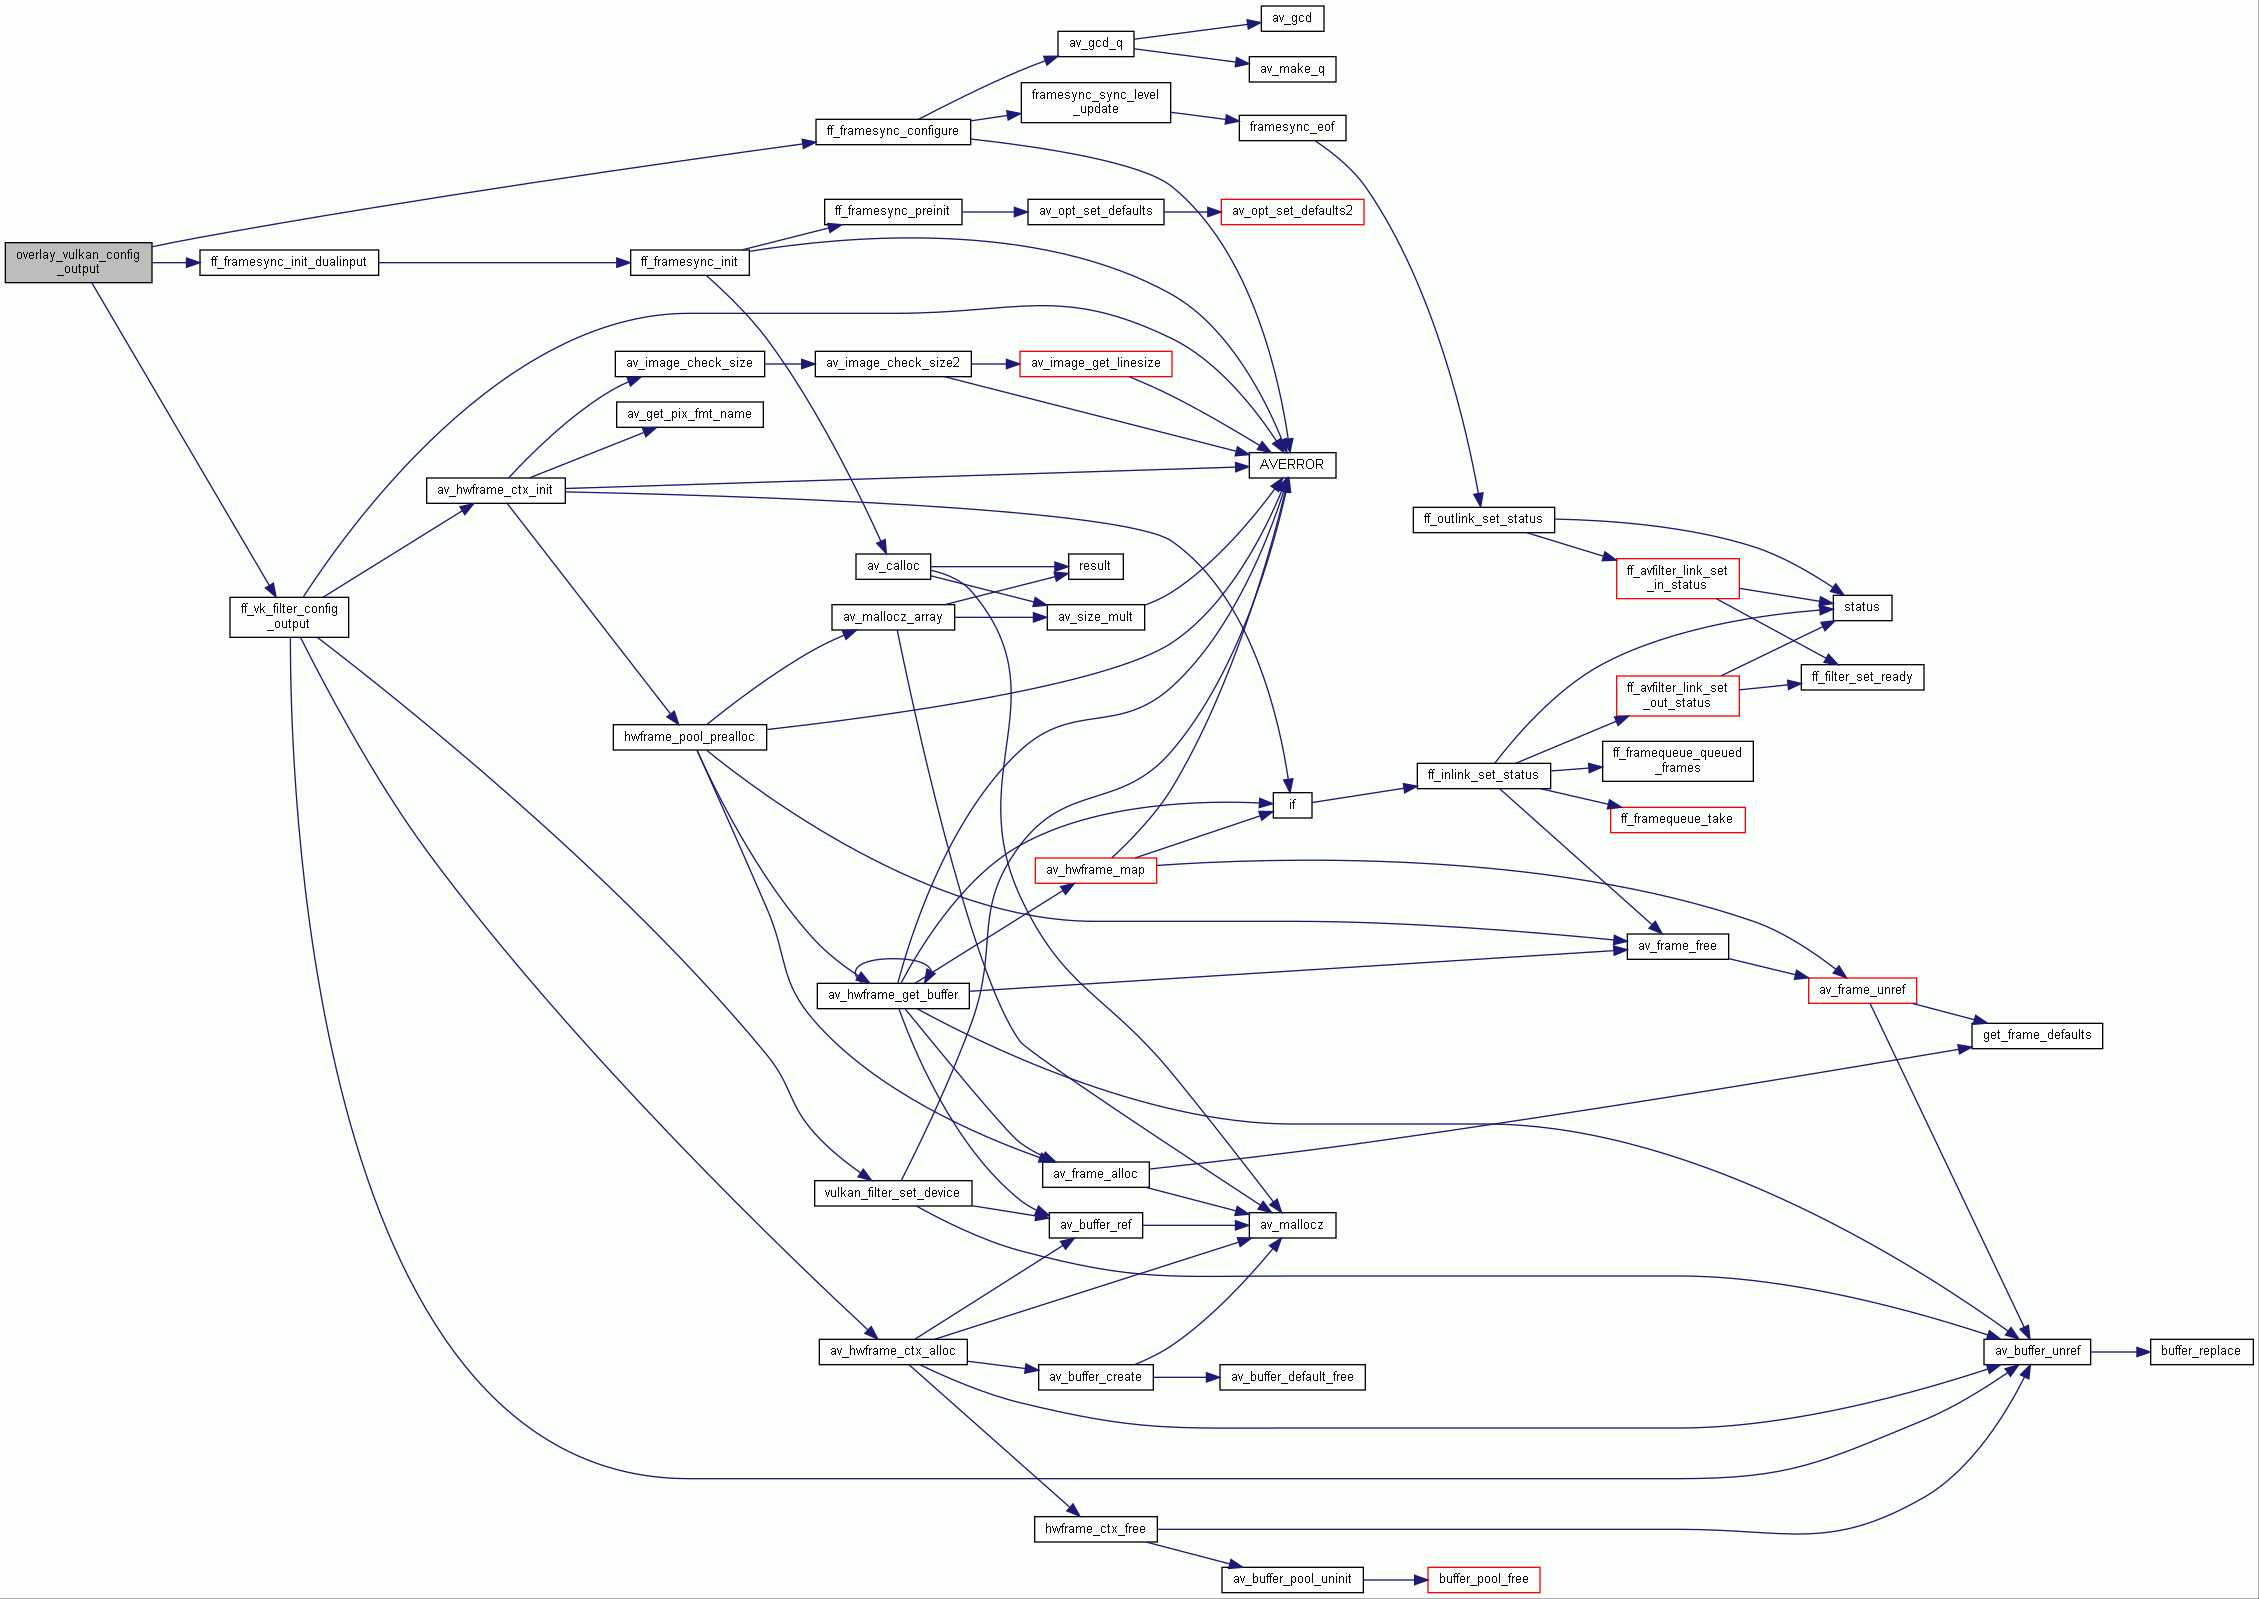 av_gcd
av_gcd_q
av_make_q
framesync_sync_level
_update
framesync_eof
ff_framesync_configure
ff_framesync_preinit
av_opt_set_defaults
av_opt_set_defaults2
overlay_vulkan_config
_output
ff_framesync_init_dualinput
ff_framesync_init
av_image_check_size
av_image_check_size2
av_image_get_linesize
av_get_pix_fmt_name
AVERROR
av_hwframe_ctx_init
ff_outlink_set_status
av_calloc
result
ff_avfilter_link_set
_in_status
status
ff_vk_filter_config
_output
av_mallocz_array
av_size_mult
ff_filter_set_ready
ff_avfilter_link_set
_out_status
hwframe_pool_prealloc
ff_framequeue_queued
_frames
ff_inlink_set_status
if
ff_framequeue_take
av_hwframe_map
av_frame_free
av_hwframe_get_buffer
av_frame_unref
get_frame_defaults
av_frame_alloc
vulkan_filter_set_device
av_buffer_ref
av_mallocz
av_hwframe_ctx_alloc
av_buffer_unref
buffer_replace
av_buffer_create
av_buffer_default_free
hwframe_ctx_free
av_buffer_pool_uninit
buffer_pool_free